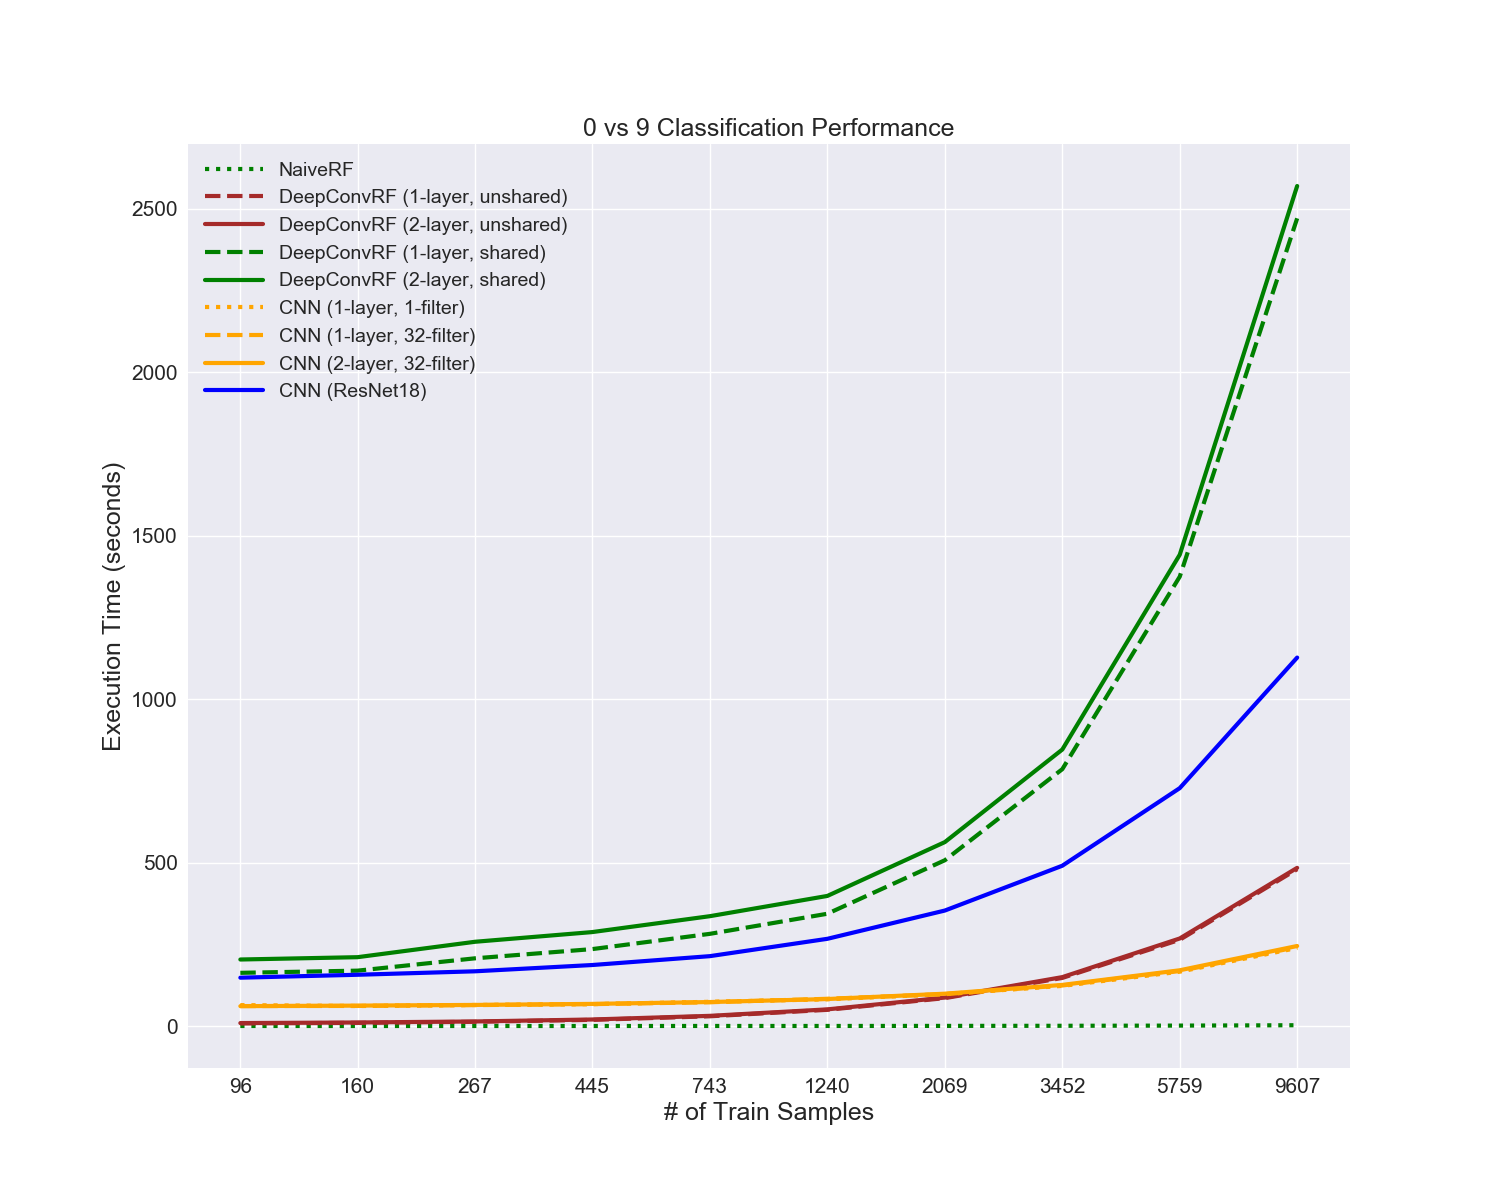 0 vs 9 Classification Performance
NaiveRF
DeepConvRF (1-layer, unshared)
DeepConvRF (2-layer, unshared)
DeepConvRF (1-layer, shared)
DeepConvRF (2-layer, shared)
CNN (1-layer, 1-filter)
CNN (1-layer, 32-filter)
CNN (2-layer, 32-filter)
CNN (ResNet18)
Execution Time (seconds)
2500
2000
1500
1000
500
0
96 160 267 445 743 1240 2069 3452 5759 9607
# of Train Samples